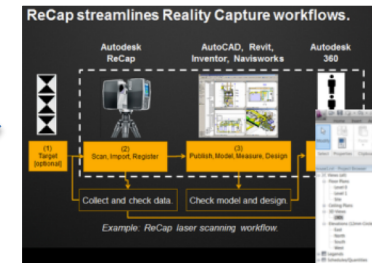 ReCap streamlines Reality Capture workflows.
Autodesk
ReCap
AutoCAD, Revit,
Inventor, Navisworks
Autodesk
360
(1)
Target
(optional)
(2)
Scan, Import, Register
(3)
Publish, Model, Measure, Design
Collect and check data.
Check model and design.
Example: ReCap laser scanning workflow.
Modify